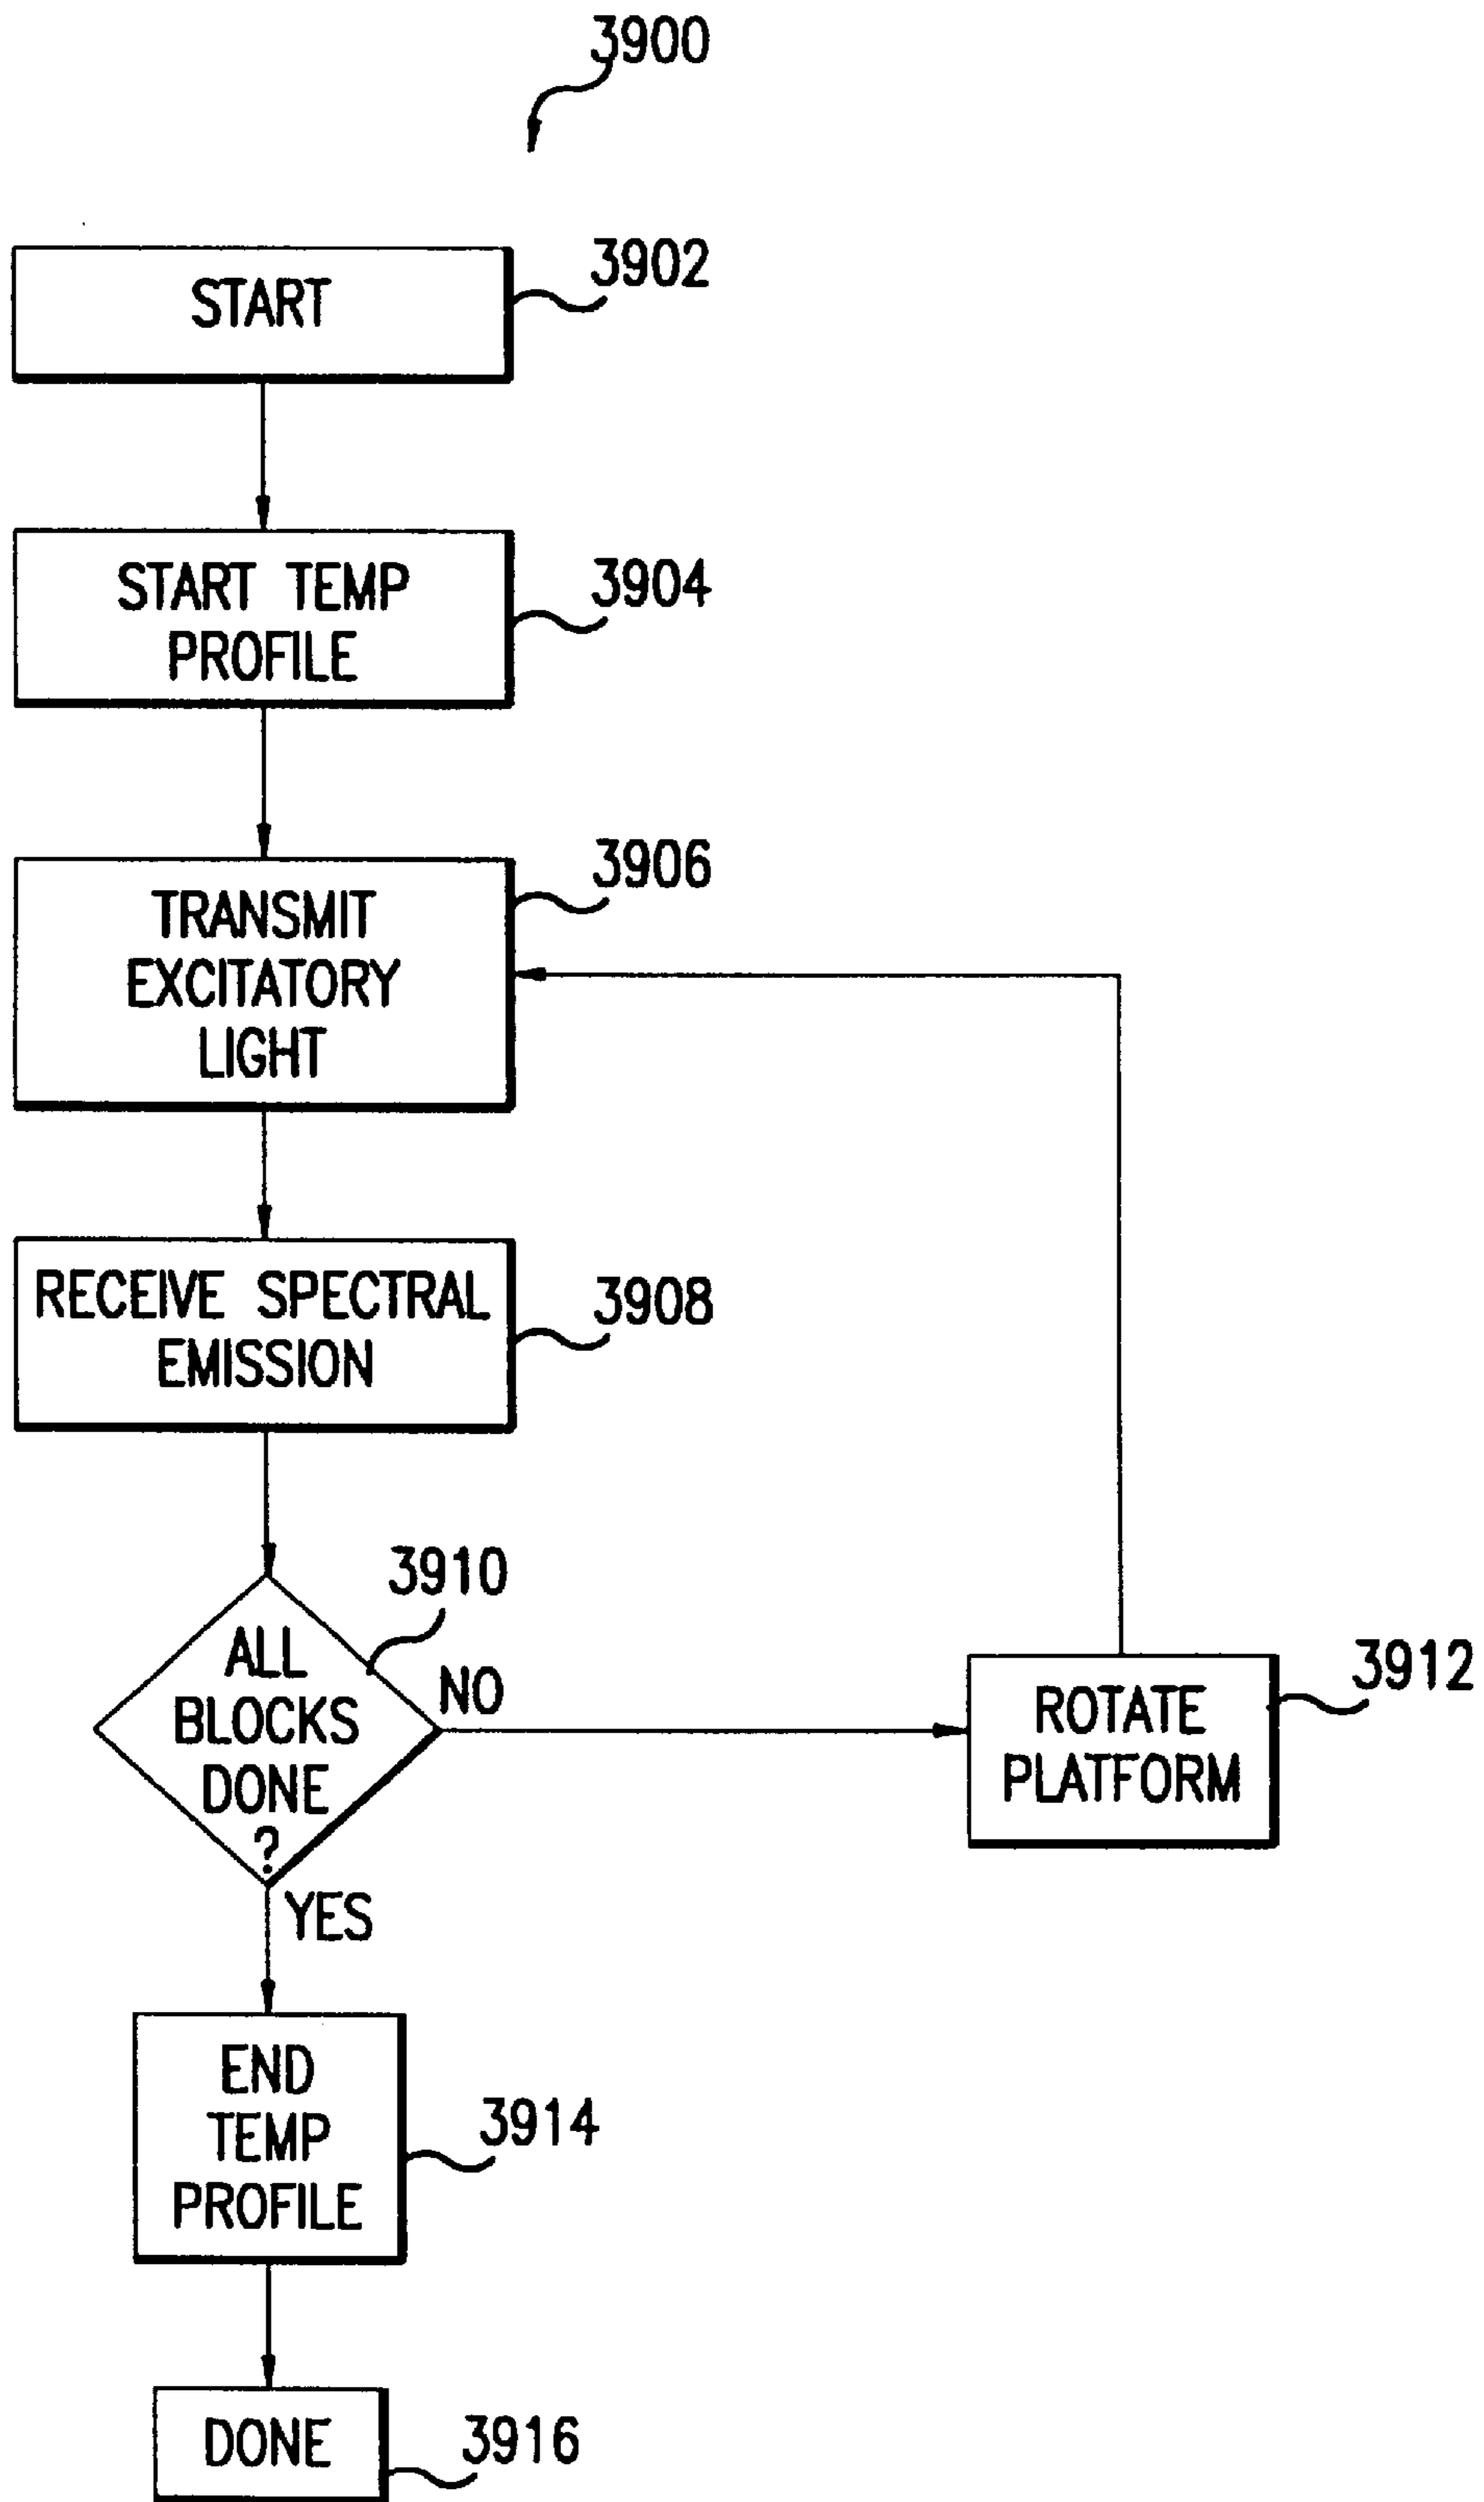 3900
START
3902
START TEMP
PROFILE
3904
TRANSMIT
EXCITATORY
LIGHT
3906
RECEIVE SPECTRAL
EMISSION
3908
ALL
BLOCKS
DONE
?
3910
NO
ROTATE
PLATFORM
3912
YES
END
TEMP
PROFILE
3914
DONE
3916